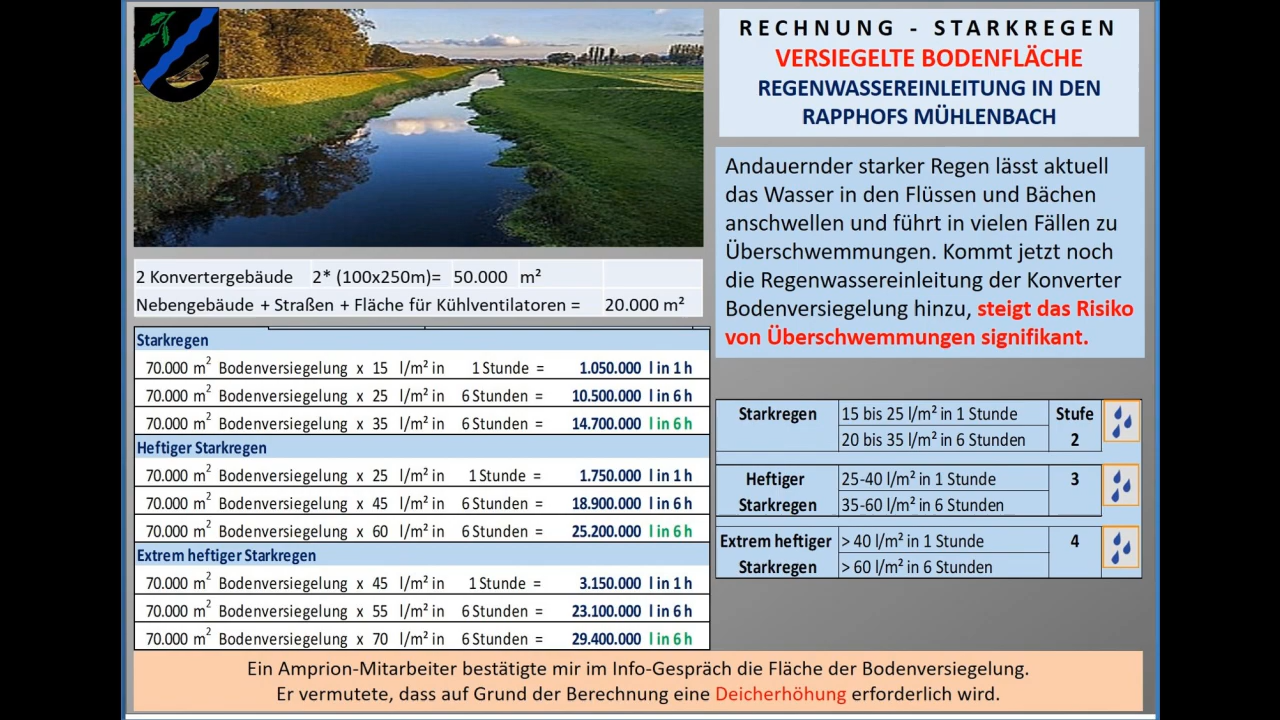 RECHNUNG - STARKREGEN
VERSIEGELTE BODENFLÄCHE
REGENWASSEREINLEITUNG IN DEN
RAPPHOFS MÜHLENBACH
Andauernder starker Regen lässt aktuell
das Wasser in den Flüssen und Bächen
anschwellen und führt in vielen Fällen zu
Überschwemmungen. Kommt jetzt noch
die Regenwassereinleitung der Konverter
Bodenversiegelung hinzu, steigt das Risiko
von Überschwemmungen signifikant.
2 Konvertergebäude 2* (100x250m)= 50.000 m²
Nebengebäude + Straßen + Fläche für Kühlventilatoren = 20.000 m²
Starkregen
70.000 m² Bodenversiegelung x 15 l/m² in 1 Stunde = 1.050.000 l in 1 h
70.000 m² Bodenversiegelung x 25 l/m² in 6 Stunden = 10.500.000 l in 6 h
70.000 m² Bodenversiegelung x 35 l/m² in 6 Stunden = 14.700.000 l in 6 h
Heftiger Starkregen
70.000 m² Bodenversiegelung x 25 l/m² in 1 Stunde = 1.750.000 l in 1 h
70.000 m² Bodenversiegelung x 45 l/m² in 6 Stunden = 18.900.000 l in 6 h
70.000 m² Bodenversiegelung x 60 l/m² in 6 Stunden = 25.200.000 l in 6 h
Extrem heftiger Starkregen
70.000 m² Bodenversiegelung x 45 l/m² in 1 Stunde = 3.150.000 l in 1 h
70.000 m² Bodenversiegelung x 55 l/m² in 6 Stunden = 23.100.000 l in 6 h
70.000 m² Bodenversiegelung x 70 l/m² in 6 Stunden = 29.400.000 l in 6 h
Starkregen 15 bis 25 l/m² in 1 Stunde Stufe
20 bis 35 l/m² in 6 Stunden 2
Heftiger 25-40 l/m² in 1 Stunde 3
Starkregen 35-60 l/m² in 6 Stunden
Extrem heftiger > 40 l/m² in 1 Stunde 4
Starkregen > 60 l/m² in 6 Stunden
Ein Amprion-Mitarbeiter bestätigte mir im Info-Gespräch die Fläche der Bodenversiegelung.
Er vermutete, dass auf Grund der Berechnung eine Deicherhöhung erforderlich wird.